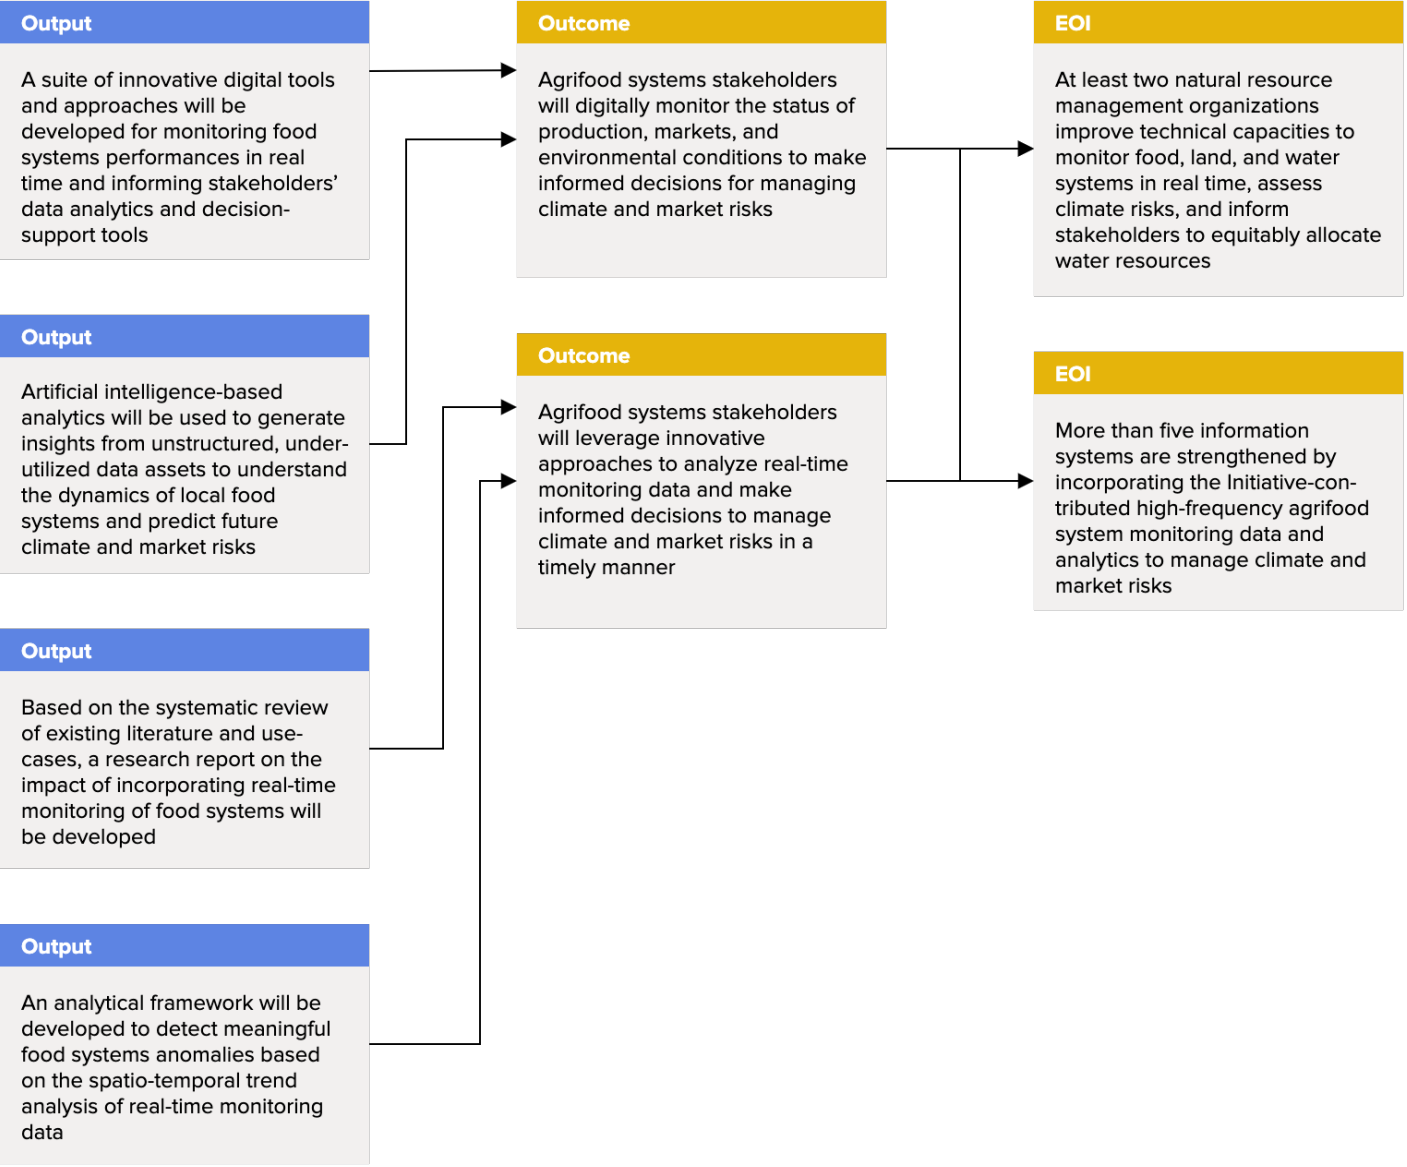 Output
A suite of innovative digital tools
and approaches will be
developed for monitoring food
systems performances in real
time and informing stakeholders’
data analytics and decision-
support tools
Output
Artificial intelligence-based
analytics will be used to generate
insights from unstructured, under-
utilized data assets to understand
the dynamics of local food
systems and predict future
climate and market risks
Output
Based on the systematic review
of existing literature and use-
cases, a research report on the
impact of incorporating real-time
monitoring of food systems will
be developed
Output
An analytical framework will be
developed to detect meaningful
food systems anomalies based
on the spatio-temporal trend
analysis of real-time monitoring
data
Outcome
Agrifood systems stakeholders
will digitally monitor the status of
production, markets, and
environmental conditions to make
informed decisions for managing
climate and market risks
Outcome
Agrifood systems stakeholders
will leverage innovative
approaches to analyze real-time
monitoring data and make
informed decisions to manage
climate and market risks in a
timely manner
EOI
At least two natural resource
management organizations
improve technical capacities to
monitor food, land, and water
systems in real time, assess
climate risks, and inform
stakeholders to equitably allocate
water resources
EOI
More than five information
systems are strengthened by
incorporating the Initiative-con-
tributed high-frequency agrifood
system monitoring data and
analytics to manage climate and
market risks